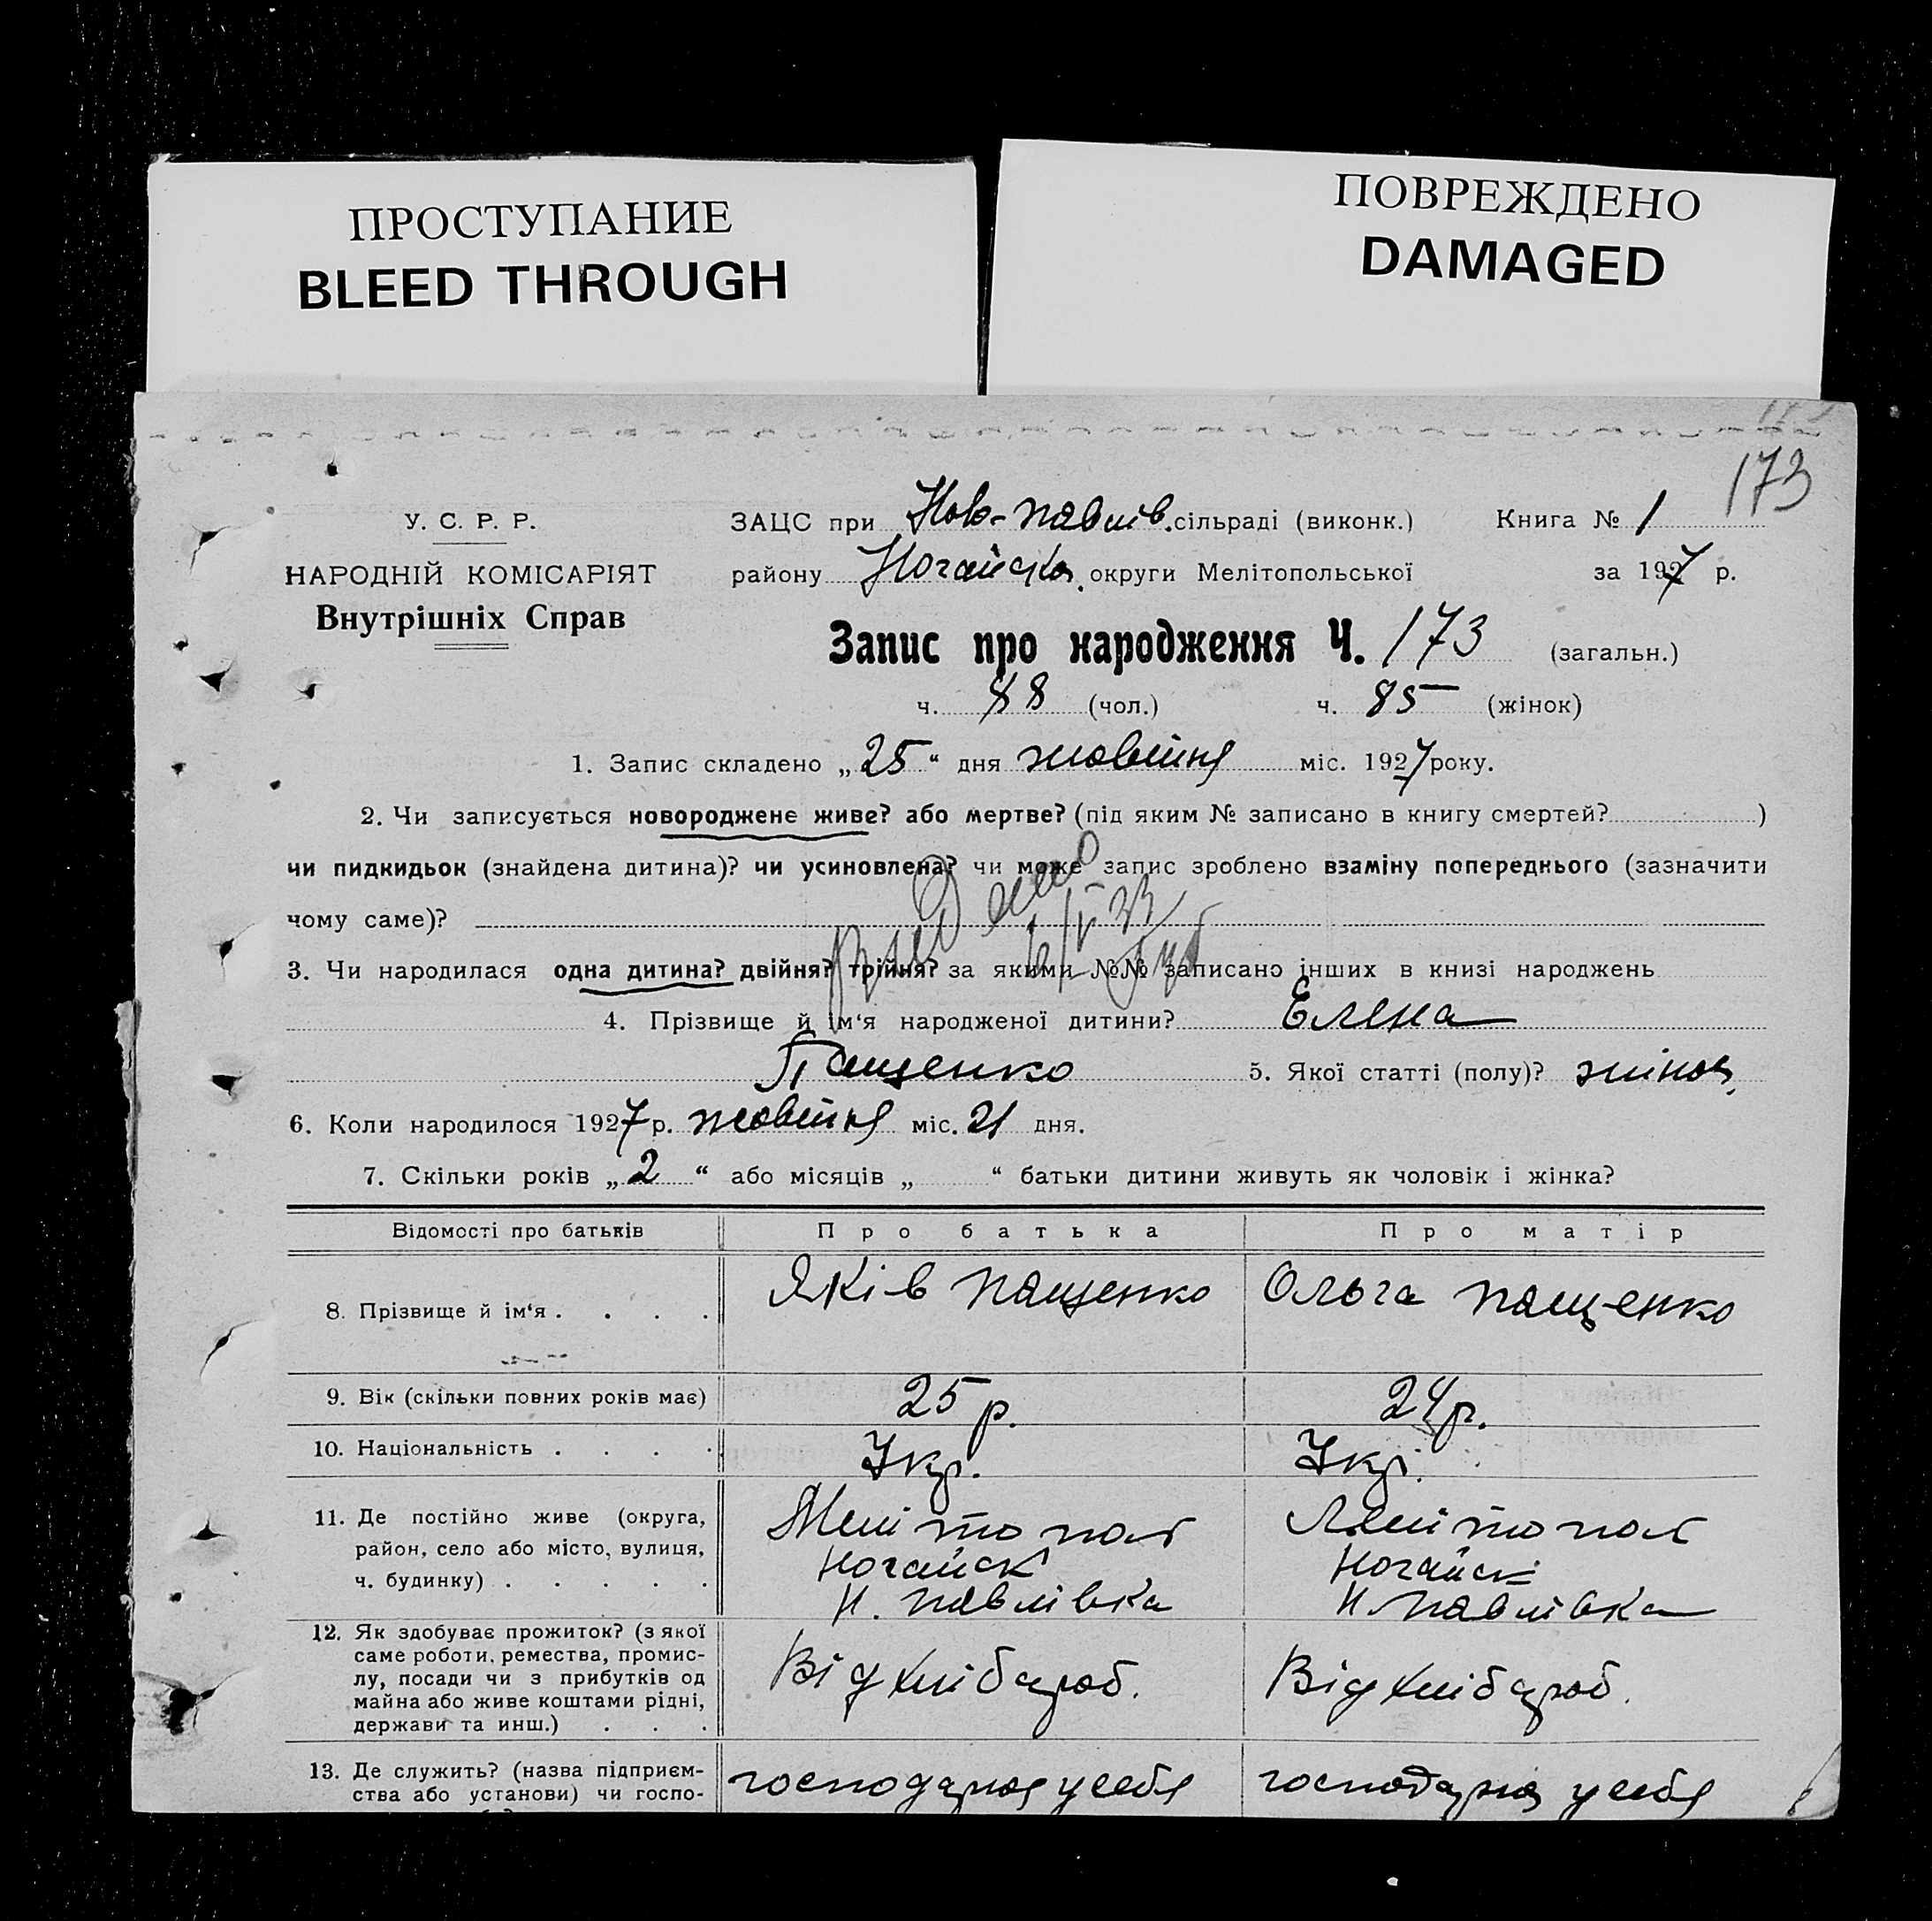 ПРОСТУПАНИЕ
BLEED THROUGH
ПОВРЕЖДЕНО
DAMAGED
173
У. С. Р. Р.
НАРОДНІЙ КОМІСАРІЯТ
Внутрішніх Справ
ЗАЦС при Ново-павлів. сільраді (виконк.) Книга № 1
району Ногайськ. округи Мелітопольської за 1927 р.
Запис про народження Ч. 173 (загальн.)
ч. 88 (чол.) ч. 85 (жінок)
1. Запис складено „25“ дня жовтня міс. 1927 року.
2. Чи записується новороджене живе? або мертве? (під яким № записано в книгу смертей? )
чи пидкидьок (знайдена дитина)? чи усиновлена? чи може запис зроблено взаміну попереднього (зазначити
чому саме)?
3. Чи народилася одна дитина? двійня? трійня? за якими №№ записано інших в книзі народжень
4. Прізвище й ім‘я народженої дитини? Елена
Пащенко 5. Якої статті (полу)? жіноч.
6. Коли народилося 1927 р. жовтня міс. 21 дня.
7. Скільки років „2“ або місяців „ “ батьки дитини живуть як чоловік і жінка?
Відомості про батьків Про батька Про матір
8. Прізвище й ім‘я . . . . Яків пащенко Ольга пащенко
9. Вік (скільки повних років має) 25 р. 24 р.
10. Національність . . . . Укр. Укр.
11. Де постійно живе (округа,
район, село або місто, вулиця,
ч. будинку) . . . . .
Мелітопол Мелітопол
Ногайск Ногайск
Н. павлівка Н. павлівка
12. Як здобуває прожиток? (з якої
саме роботи, ремества, промис-
лу, посади чи з прибутків од
майна або живе коштами рідні,
держави та инш.) . . .
Від хлібароб. Від хлібароб.
13. Де служить? (назва підприєм-
ства або установи) чи госпо-
господарює у себя господарює у себя